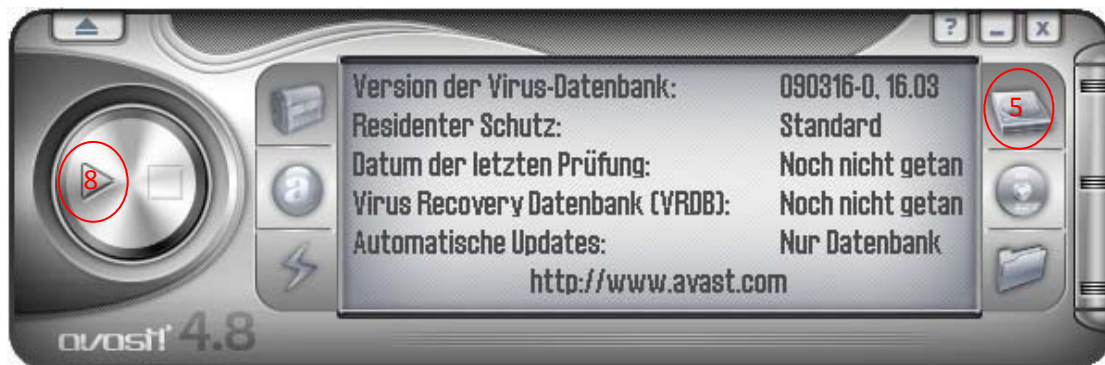 ? _ x
Version der Virus-Datenbank: 090316-0, 16.03
Residenter Schutz: Standard
Datum der letzten Prüfung: Noch nicht getan
Virus Recovery Datenbank (VRDB): Noch nicht getan
Automatische Updates: Nur Datenbank
http://www.avast.com
5
8
a
avast! 4.8